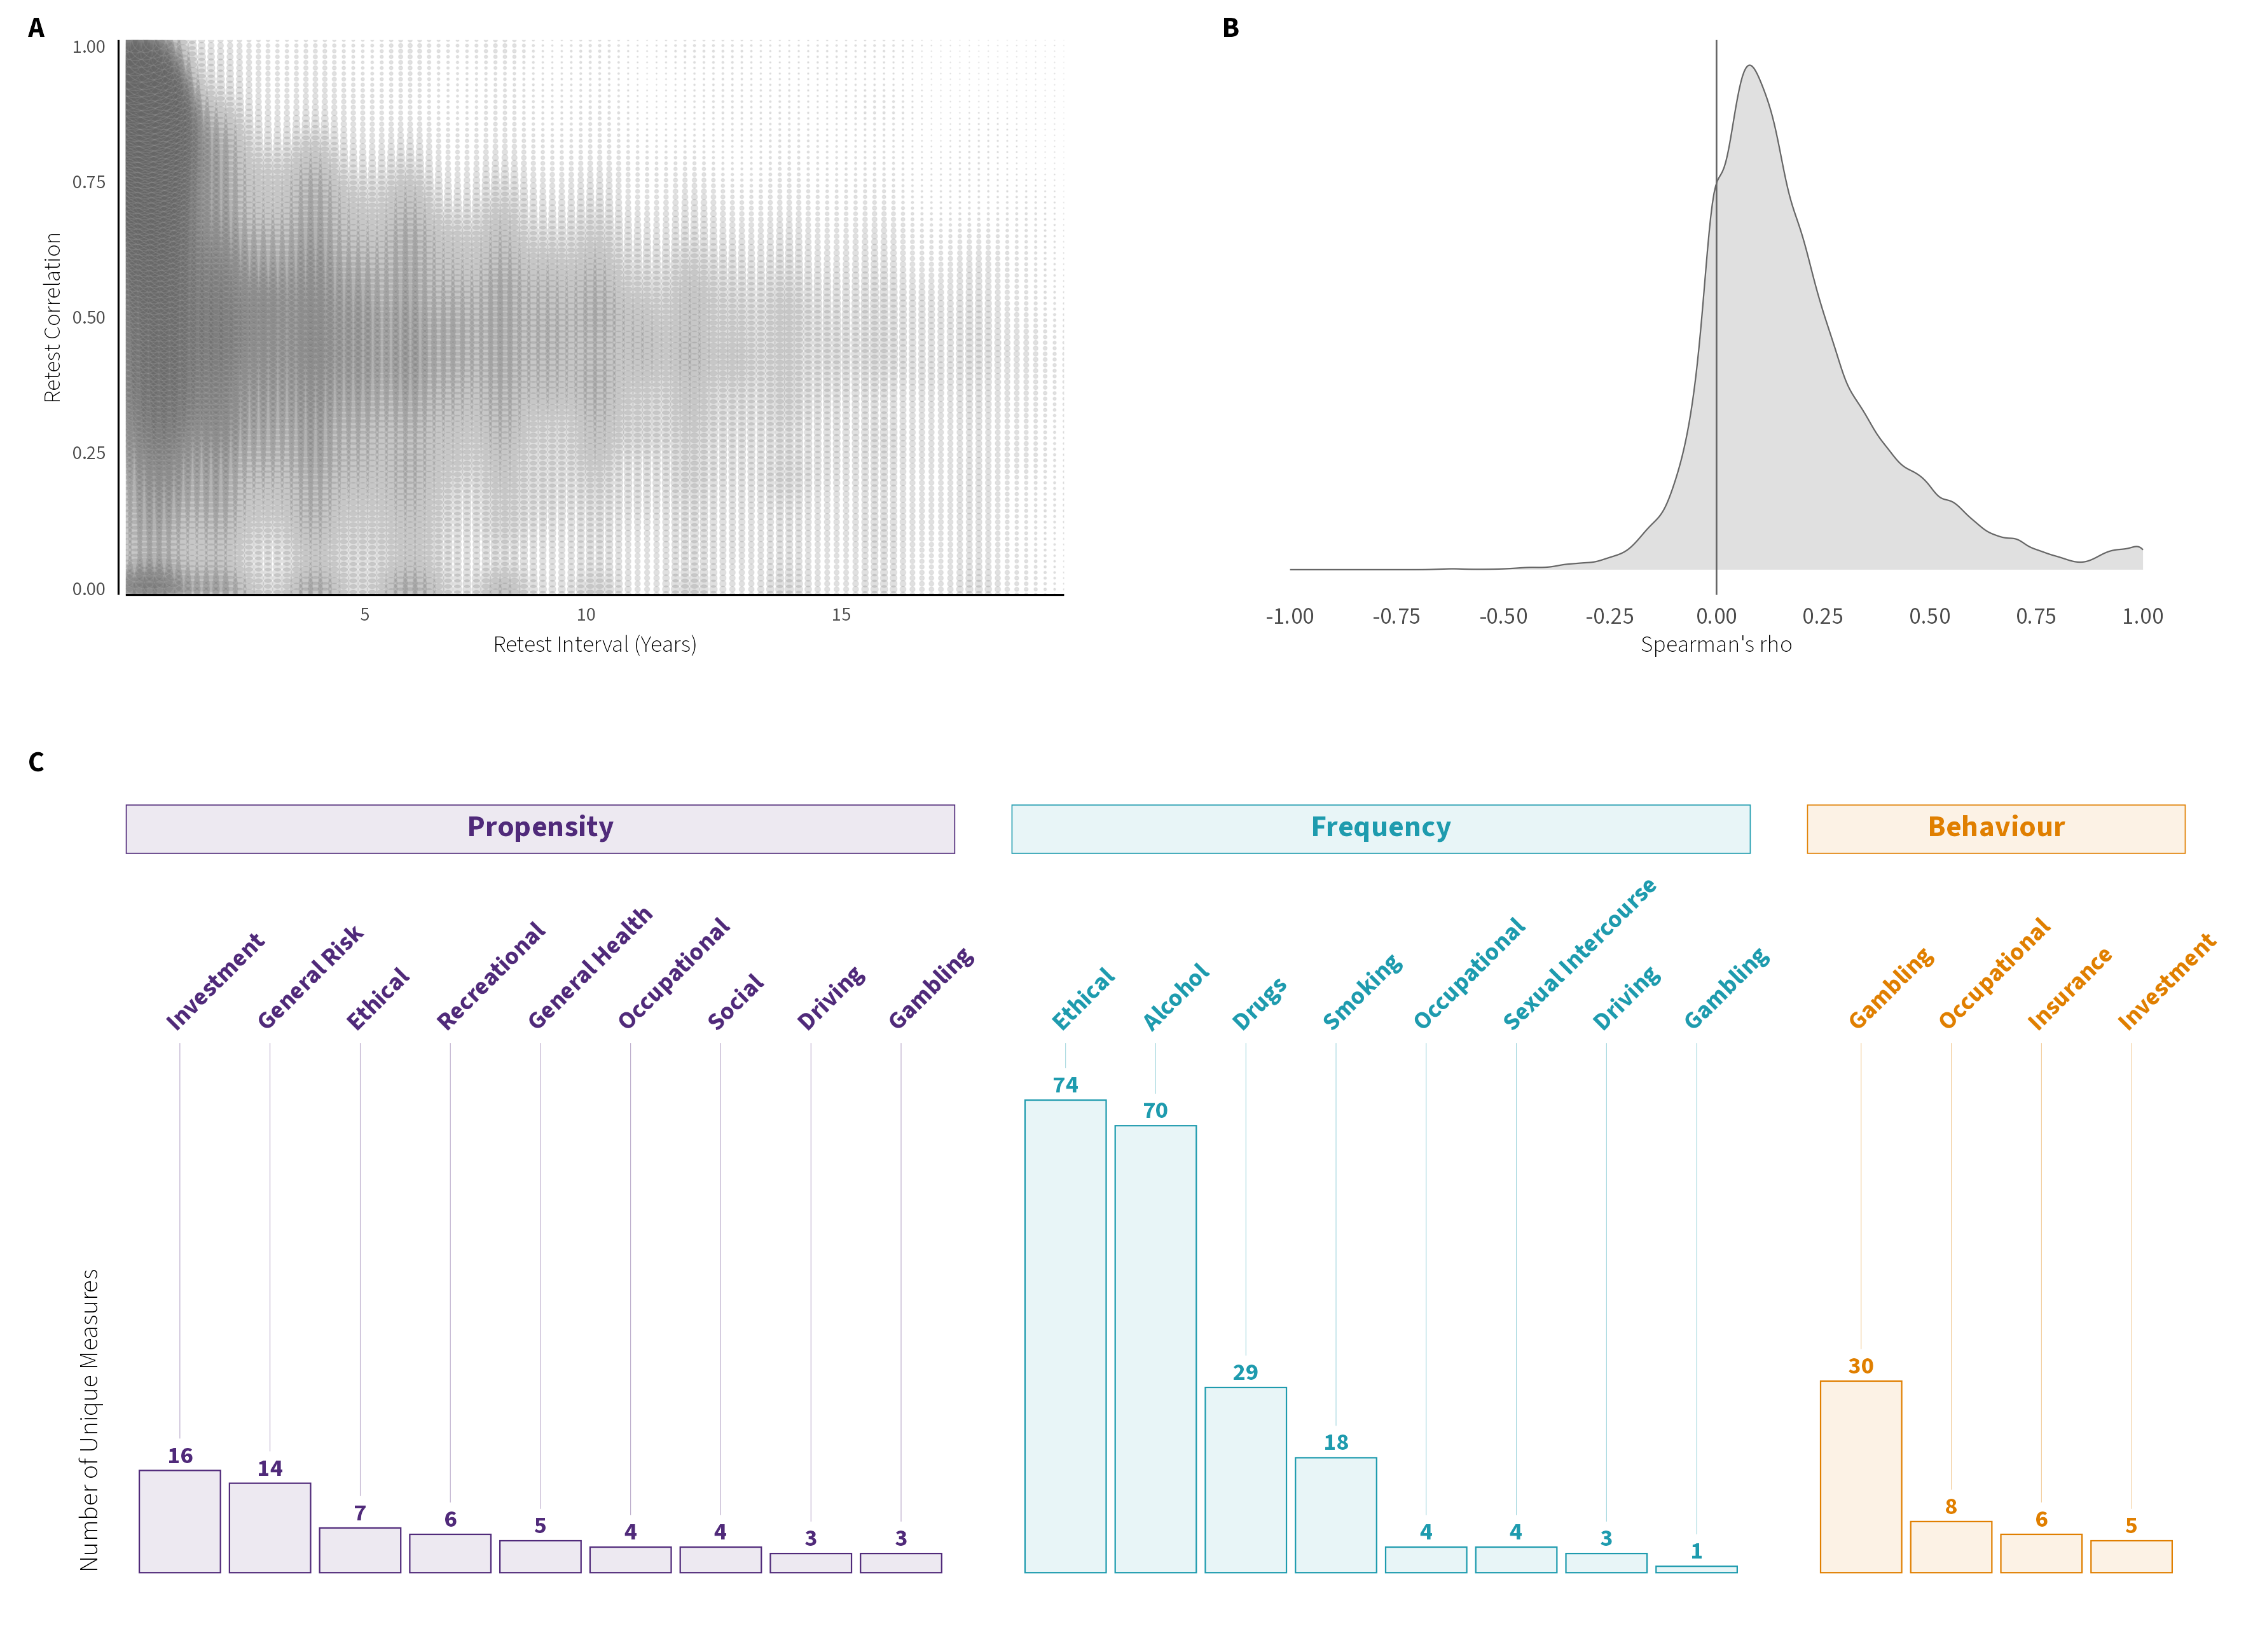 A
1.00
0.75
0.50
0.25
0.00
Retest Correlation
5 10 15
Retest Interval (Years)
B
-1.00 -0.75 -0.50 -0.25 0.00 0.25 0.50 0.75 1.00
Spearman's rho
C
Propensity
Investment
General Risk
Ethical
Recreational
General Health
Occupational
Social
Driving
Gambling
16 14 7 6 5 4 4 3 3
Number of Unique Measures
Frequency
Ethical
Alcohol
Drugs
Smoking
Occupational
Sexual Intercourse
Driving
Gambling
74 70 29 18 4 4 3 1
Behaviour
Gambling
Occupational
Insurance
Investment
30 8 6 5